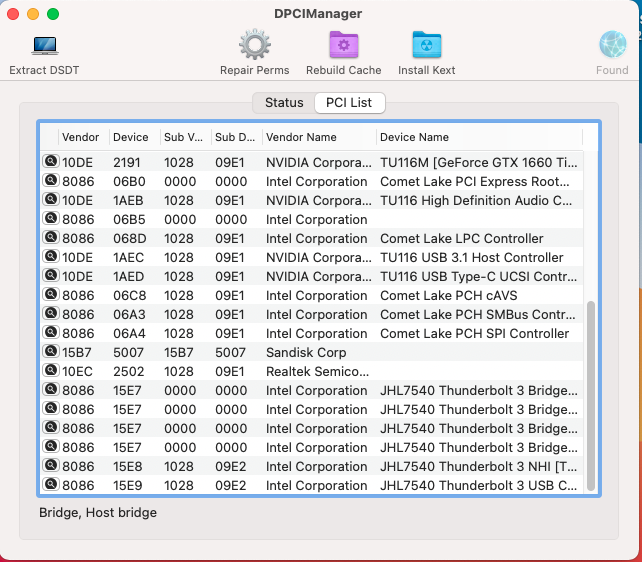 DPCIManager
Extract DSDT Repair Perms Rebuild Cache Install Kext Found
Status PCI List
Vendor Device Sub V... Sub D... Vendor Name Device Name
10DE 2191 1028 09E1 NVIDIA Corpora... TU116M [GeForce GTX 1660 Ti...
8086 06B0 0000 0000 Intel Corporation Comet Lake PCI Express Root...
10DE 1AEB 1028 09E1 NVIDIA Corpora... TU116 High Definition Audio C...
8086 06B5 0000 0000 Intel Corporation
8086 068D 1028 09E1 Intel Corporation Comet Lake LPC Controller
10DE 1AEC 1028 09E1 NVIDIA Corpora... TU116 USB 3.1 Host Controller
10DE 1AED 1028 09E1 NVIDIA Corpora... TU116 USB Type-C UCSI Contr...
8086 06C8 1028 09E1 Intel Corporation Comet Lake PCH cAVS
8086 06A3 1028 09E1 Intel Corporation Comet Lake PCH SMBus Contr...
8086 06A4 1028 09E1 Intel Corporation Comet Lake PCH SPI Controller
15B7 5007 15B7 5007 Sandisk Corp
10EC 2502 1028 09E1 Realtek Semico...
8086 15E7 0000 0000 Intel Corporation JHL7540 Thunderbolt 3 Bridge...
8086 15E7 0000 0000 Intel Corporation JHL7540 Thunderbolt 3 Bridge...
8086 15E7 0000 0000 Intel Corporation JHL7540 Thunderbolt 3 Bridge...
8086 15E7 0000 0000 Intel Corporation JHL7540 Thunderbolt 3 Bridge...
8086 15E8 1028 09E2 Intel Corporation JHL7540 Thunderbolt 3 NHI [T...
8086 15E9 1028 09E2 Intel Corporation JHL7540 Thunderbolt 3 USB C...
Bridge, Host bridge